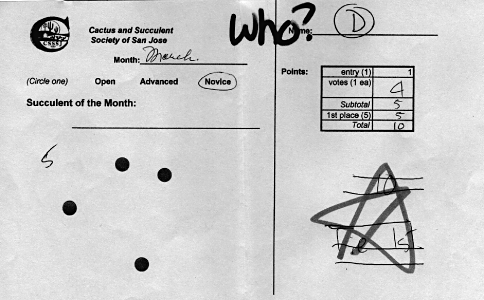 CSSSJ
Cactus and Succulent
Society of San Jose
Month: March
(Circle one) Open Advanced Novice
Succulent of the Month:
5
WHO?
Name: D
Points:
entry (1) 1
votes (1 ea) 4
Subtotal 5
1st place (5) 5
Total 10
10